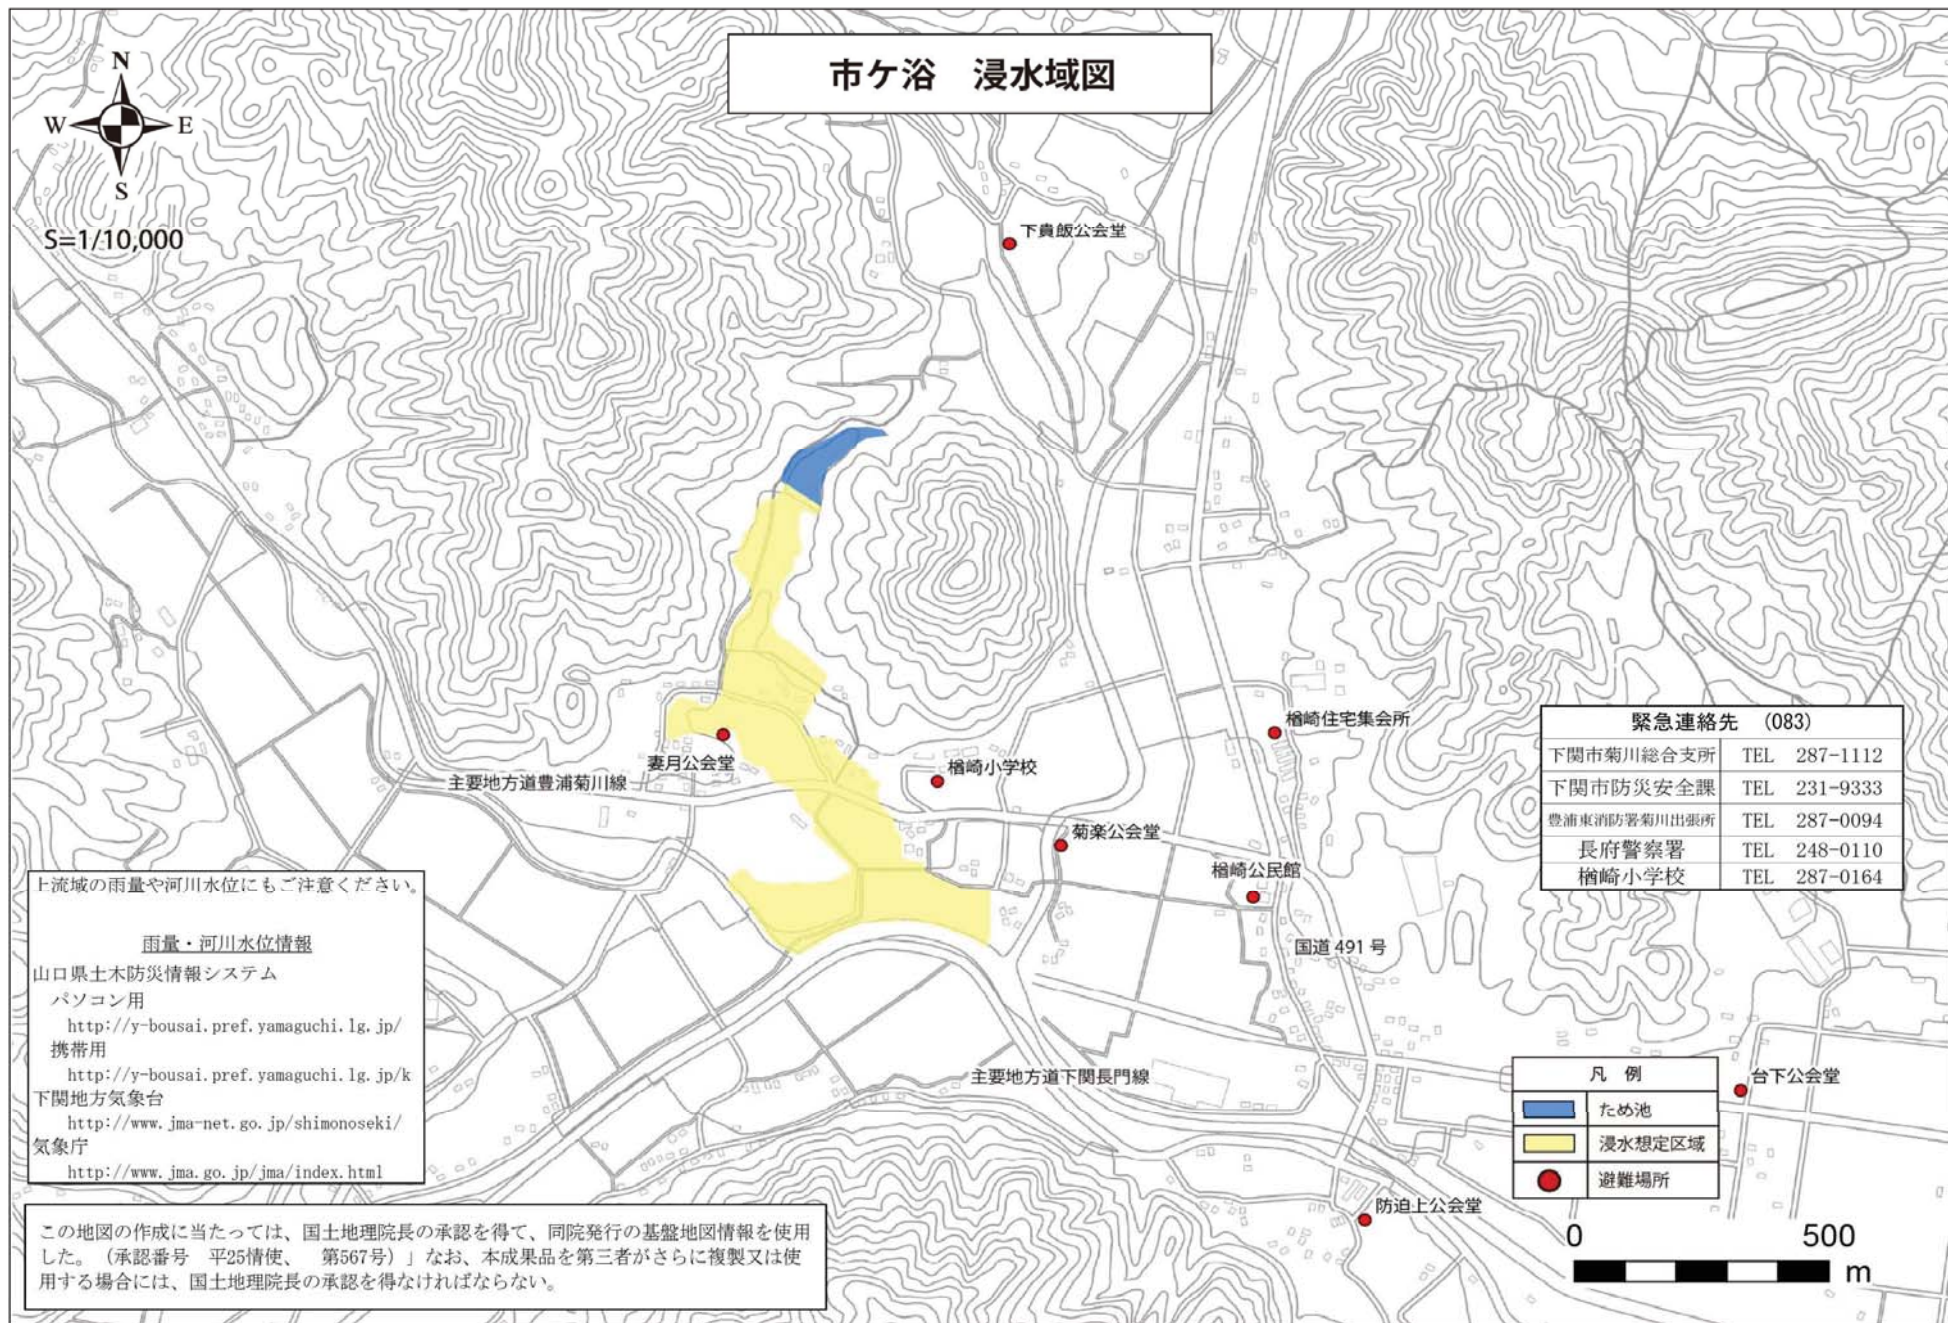 市ケ浴　浸水域図
N
W
E
S
S=1/10,000
下貴飯公会堂
楢崎住宅集会所
妻月公会堂
主要地方道豊浦菊川線
楢崎小学校
菊楽公会堂
楢崎公民館
国道 491 号
主要地方道下関長門線
台下公会堂
防迫上公会堂
緊急連絡先　(083)
下関市菊川総合支所　TEL　287-1112
下関市防災安全課　TEL　231-9333
豊浦東消防署菊川出張所　TEL　287-0094
長府警察署　TEL　248-0110
楢崎小学校　TEL　287-0164
上流域の雨量や河川水位にもご注意ください。
雨量・河川水位情報
山口県土木防災情報システム
パソコン用
http://y-bousai.pref.yamaguchi.lg.jp/
携帯用
http://y-bousai.pref.yamaguchi.lg.jp/k
下関地方気象台
http://www.jma-net.go.jp/shimonoseki/
気象庁
http://www.jma.go.jp/jma/index.html
凡　例
ため池
浸水想定区域
避難場所
0
500
m
この地図の作成に当たっては、国土地理院長の承認を得て、同院発行の基盤地図情報を使用
した。（承認番号　平25情使、　第567号）」なお、本成果品を第三者がさらに複製又は使
用する場合には、国土地理院長の承認を得なければならない。